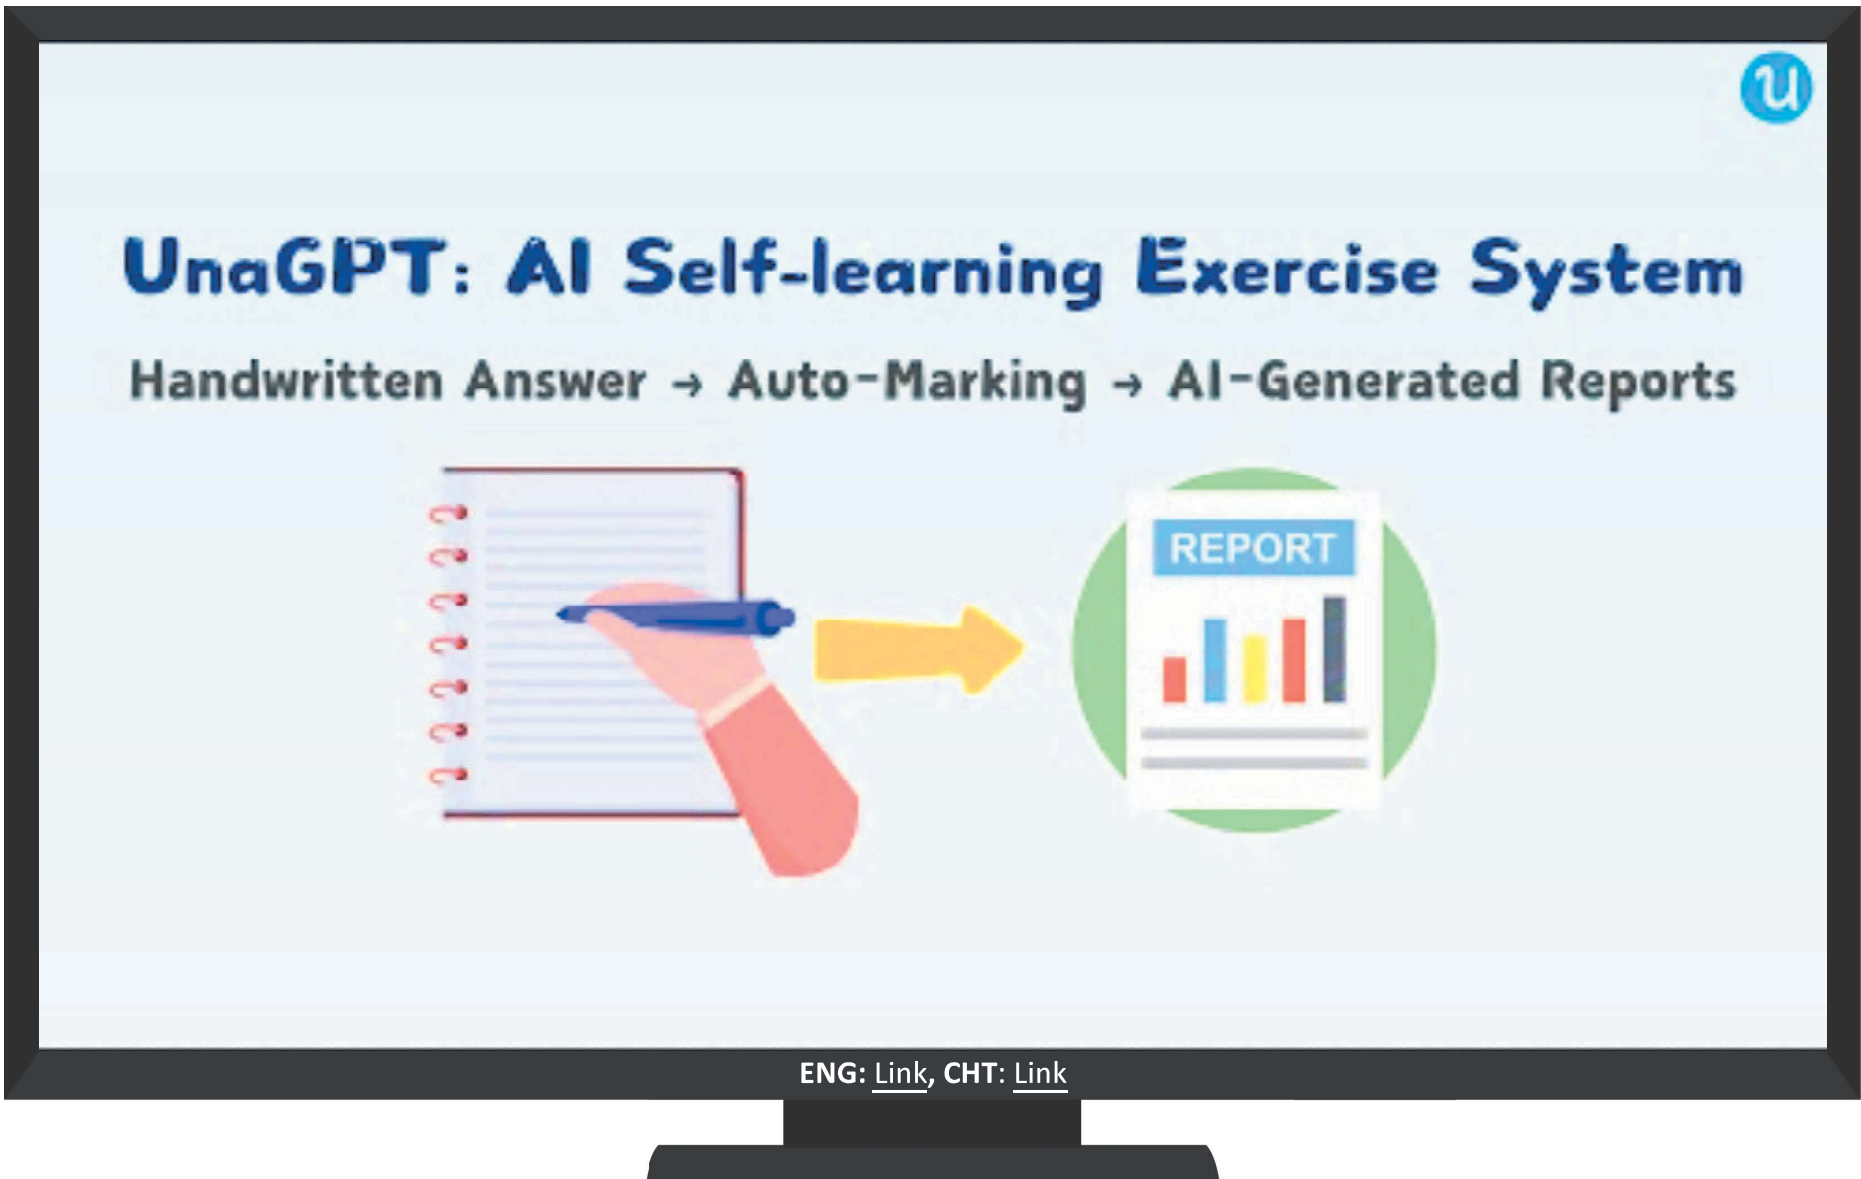 U
UnaGPT: AI Self-learning Exercise System
Handwritten Answer → Auto-Marking → AI-Generated Reports
REPORT
ENG: Link, CHT: Link